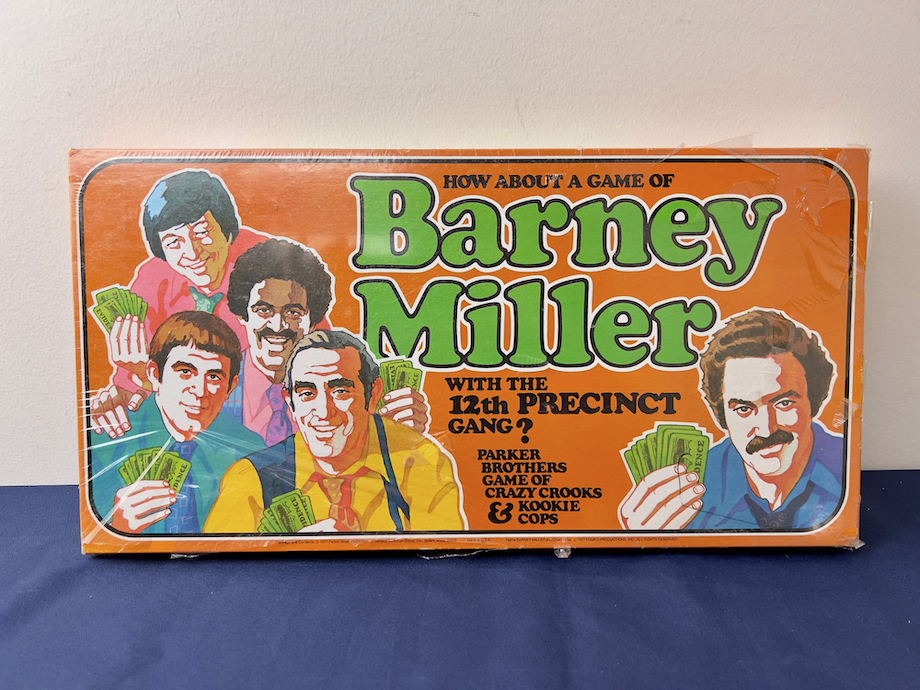 HOW ABOUT A GAME OF
Barney
Miller
WITH THE
12th PRECINCT
GANG?
PARKER
BROTHERS
GAME OF
CRAZY CROOKS
& KOOKIE
COPS
EVIDENCE